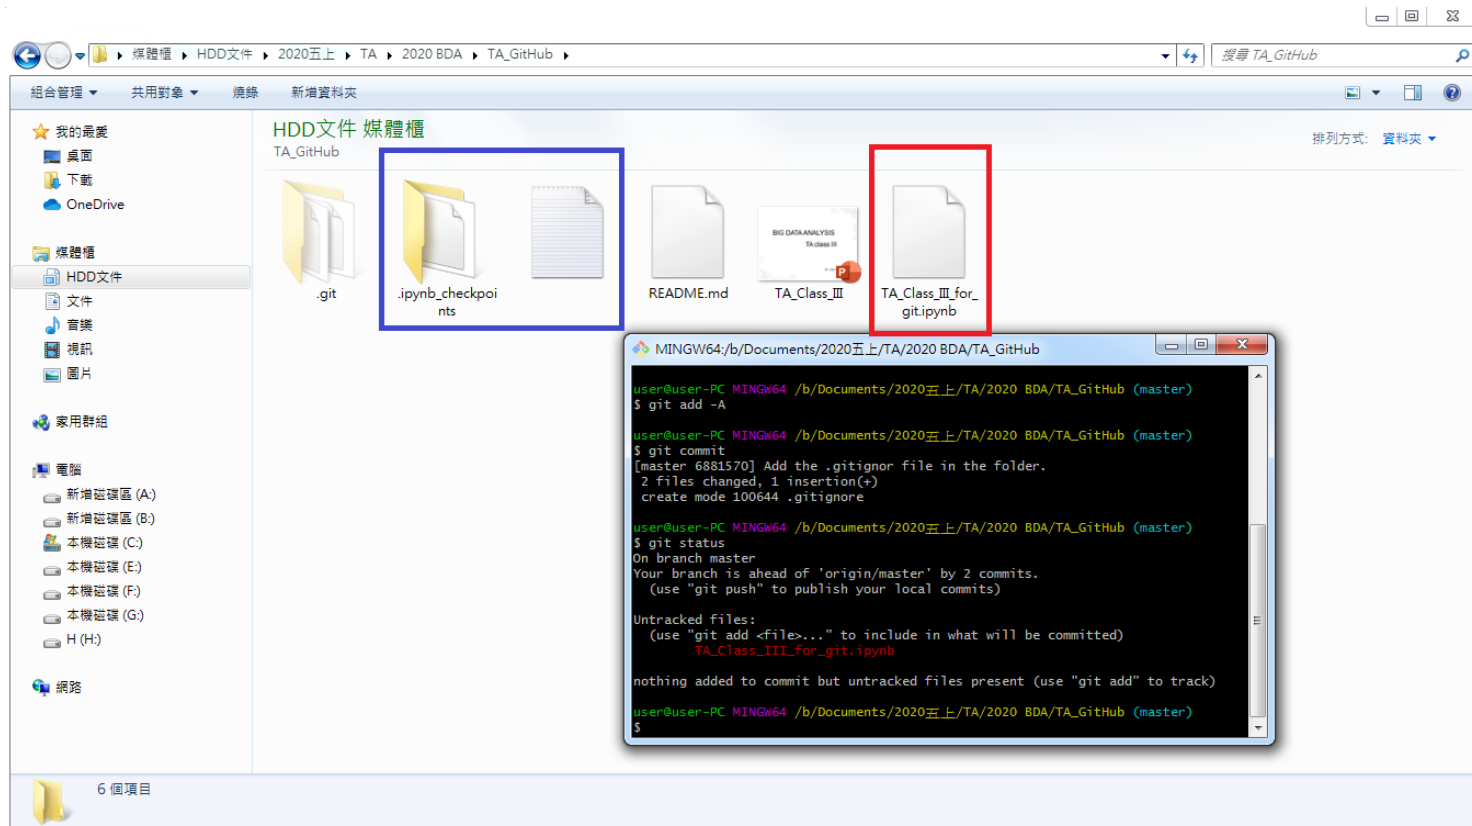 媒體櫃 ▸ HDD文件 ▸ 2020五上 ▸ TA ▸ 2020 BDA ▸ TA_GitHub ▸
搜尋 TA_GitHub
組合管理 ▼ 共用對象 ▼ 燒錄 新增資料夾
我的最愛
桌面
下載
OneDrive
媒體櫃
HDD文件
文件
音樂
視訊
圖片
家用群組
電腦
新增磁碟區 (A:)
新增磁碟區 (B:)
本機磁碟 (C:)
本機磁碟 (E:)
本機磁碟 (F:)
本機磁碟 (G:)
H (H:)
網路
HDD文件 媒體櫃
TA_GitHub
排列方式: 資料夾 ▼
.git
.ipynb_checkpoi
nts
README.md
BIG DATA ANALYSIS
TA class III
TA_Class_Ⅲ
TA_Class_Ⅲ_for_
git.ipynb
MINGW64:/b/Documents/2020五上/TA/2020 BDA/TA_GitHub
user@user-PC MINGW64 /b/Documents/2020五上/TA/2020 BDA/TA_GitHub (master)
$ git add -A
user@user-PC MINGW64 /b/Documents/2020五上/TA/2020 BDA/TA_GitHub (master)
$ git commit
[master 6881570] Add the .gitignor file in the folder.
2 files changed, 1 insertion(+)
create mode 100644 .gitignore
user@user-PC MINGW64 /b/Documents/2020五上/TA/2020 BDA/TA_GitHub (master)
$ git status
On branch master
Your branch is ahead of 'origin/master' by 2 commits.
(use "git push" to publish your local commits)
Untracked files:
(use "git add <file>..." to include in what will be committed)
TA_Class_III_for_git.ipynb
nothing added to commit but untracked files present (use "git add" to track)
user@user-PC MINGW64 /b/Documents/2020五上/TA/2020 BDA/TA_GitHub (master)
$
6 個項目